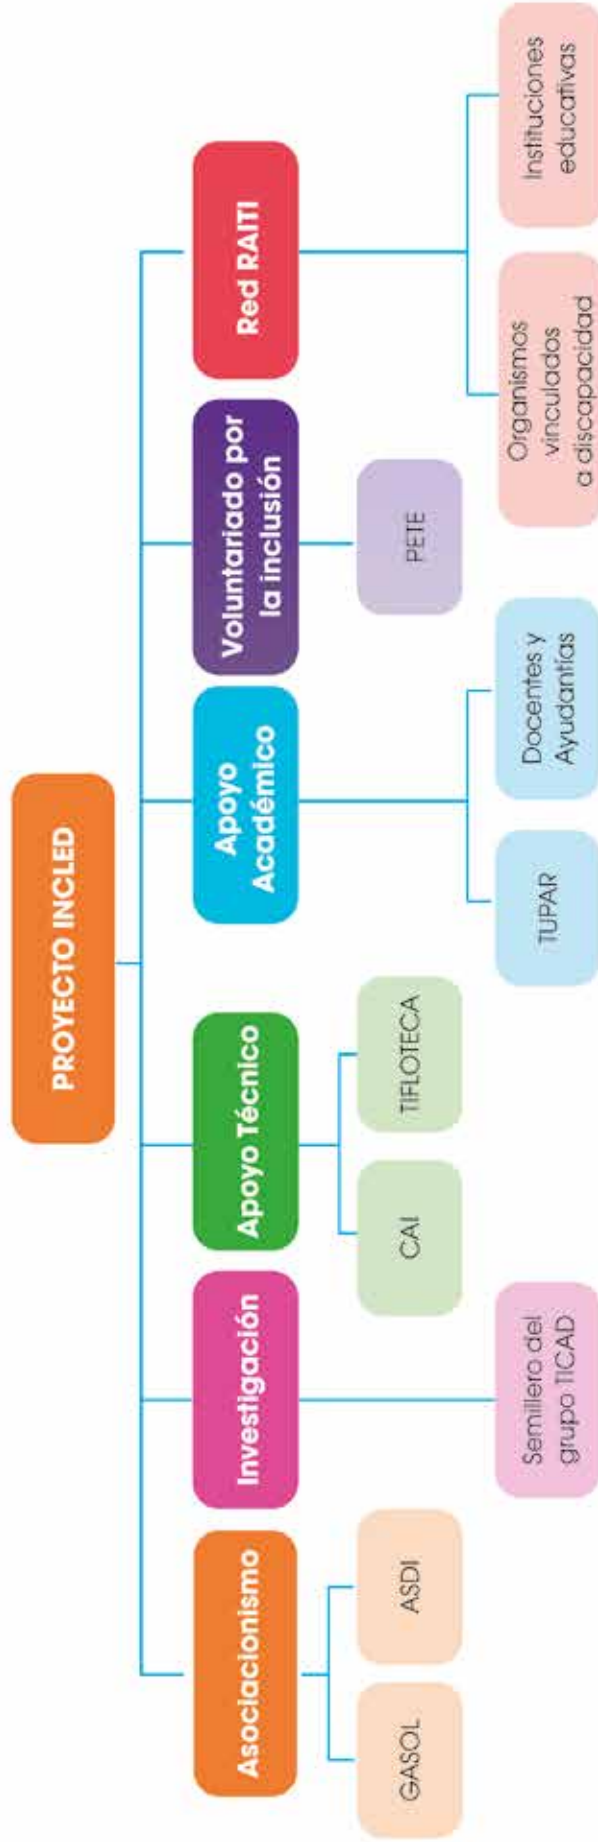 PROYECTO INCLED
Asociacionismo
Investigación
Apoyo Técnico
Apoyo
Académico
Voluntariado por
la inclusión
Red RAITI
GASOL
ASDI
Semillero del
grupo TICAD
CAI
TIFLOTECA
TUPAR
Docentes y
Ayudantías
PETE
Organismos
vinculados
a discapacidad
Instituciones
educativas